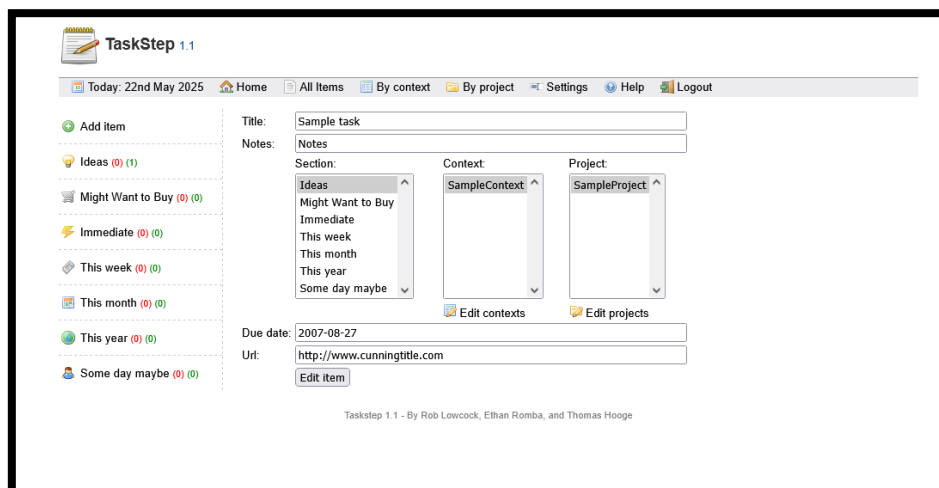 TaskStep 1.1
Today: 22nd May 2025 Home All Items By context By project Settings Help Logout
Add item
Ideas (0) (1)
Might Want to Buy (0) (0)
Immediate (0) (0)
This week (0) (0)
This month (0) (0)
This year (0) (0)
Some day maybe (0) (0)
Title: Sample task
Notes: Notes
Section: Context: Project:
Ideas SampleContext SampleProject
Might Want to Buy
Immediate
This week
This month
This year
Some day maybe
Edit contexts Edit projects
Due date: 2007-08-27
Url: http://www.cunningtitle.com
Edit item
Taskstep 1.1 - By Rob Lowcock, Ethan Romba, and Thomas Hooge